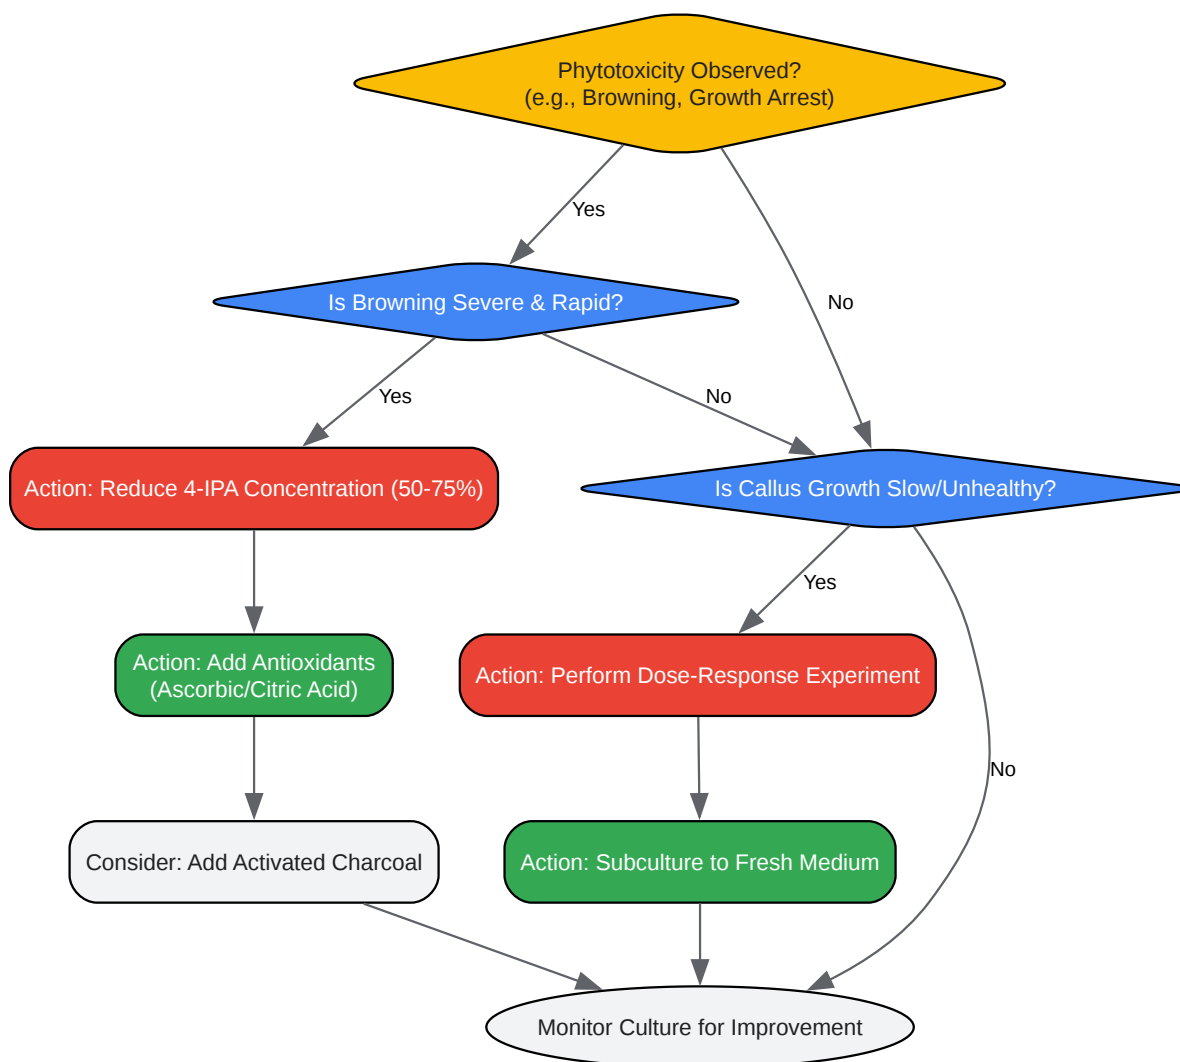 Phytotoxicity Observed?
(e.g., Browning, Growth Arrest)
Yes
No
Is Browning Severe & Rapid?
Yes
No
Action: Reduce 4-IPA Concentration (50-75%)
Is Callus Growth Slow/Unhealthy?
Yes
No
Action: Add Antioxidants
(Ascorbic/Citric Acid)
Action: Perform Dose-Response Experiment
Consider: Add Activated Charcoal
Action: Subculture to Fresh Medium
Monitor Culture for Improvement